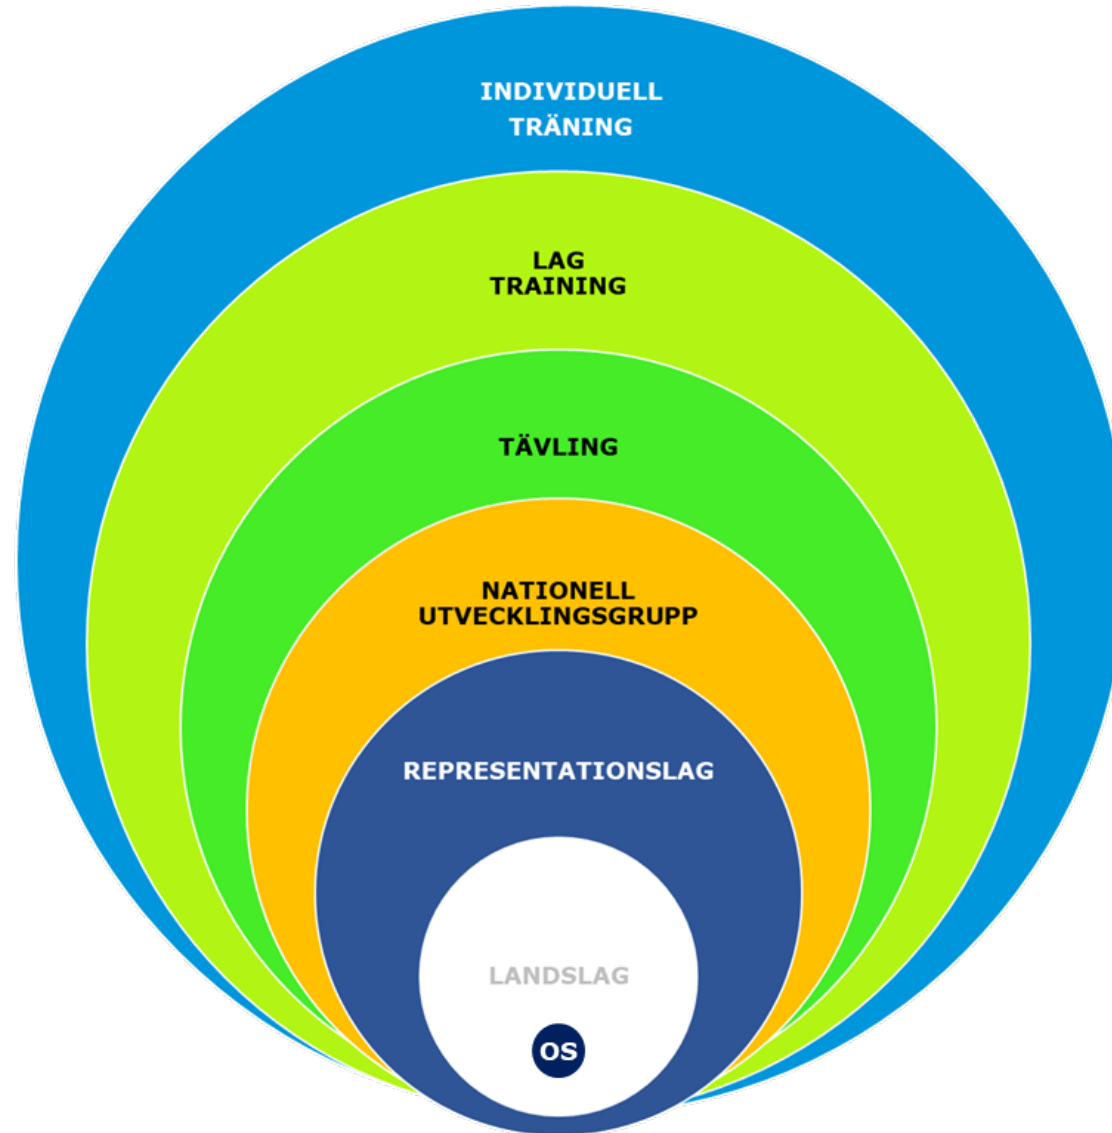 INDIVIDUELL
TRÄNING
LAG
TRAINING
TÄVLING
NATIONELL
UTVECKLINGSGRUPP
REPRESENTATIONSLAG
LANDSLAG
OS